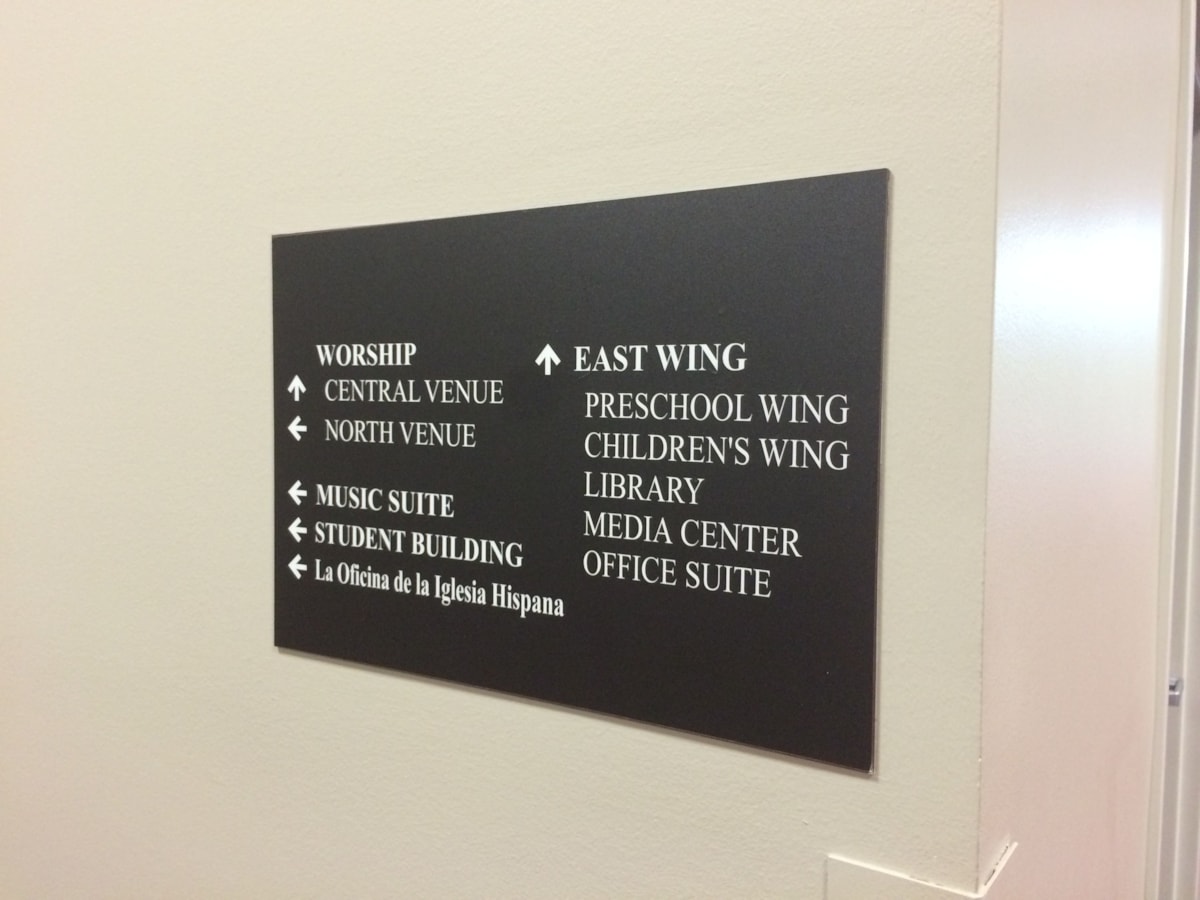 WORSHIP
↑ CENTRAL VENUE
← NORTH VENUE
← MUSIC SUITE
← STUDENT BUILDING
← La Oficina de la Iglesia Hispana
↑ EAST WING
PRESCHOOL WING
CHILDREN'S WING
LIBRARY
MEDIA CENTER
OFFICE SUITE